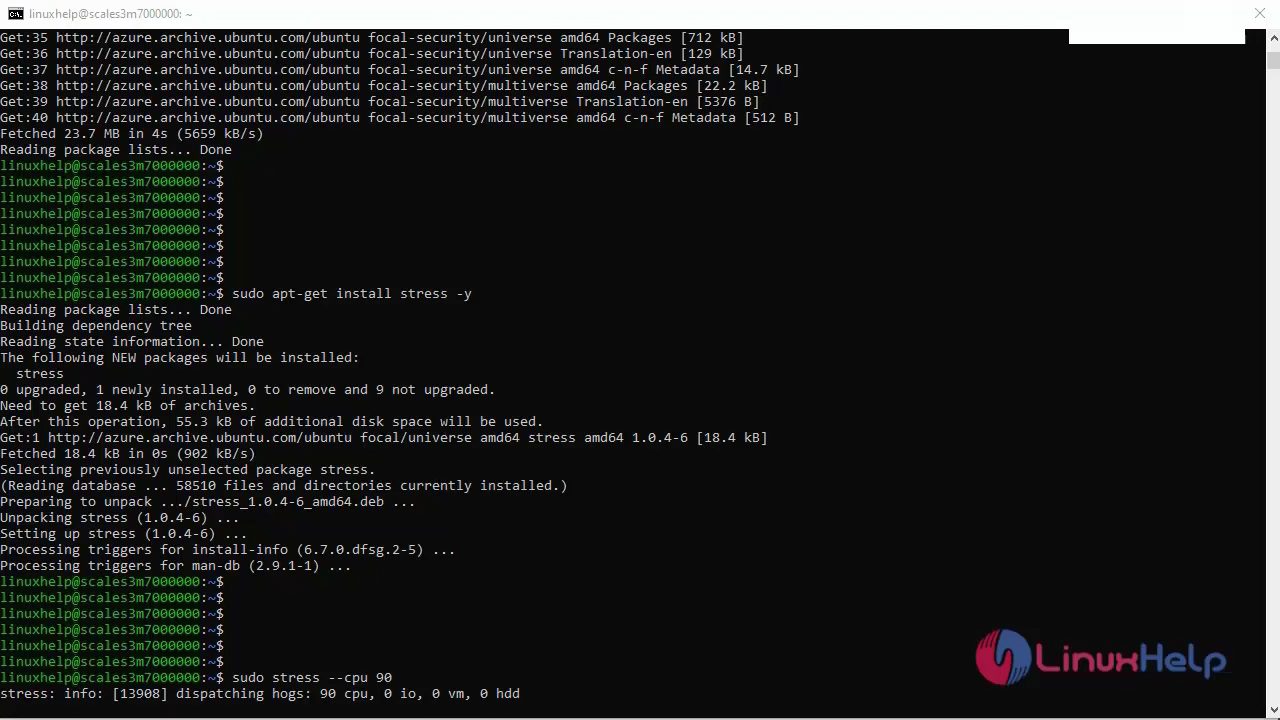 linuxhelp@scales3m7000000: ~
Get:35 http://azure.archive.ubuntu.com/ubuntu focal-security/universe amd64 Packages [712 kB]
Get:36 http://azure.archive.ubuntu.com/ubuntu focal-security/universe Translation-en [129 kB]
Get:37 http://azure.archive.ubuntu.com/ubuntu focal-security/universe amd64 c-n-f Metadata [14.7 kB]
Get:38 http://azure.archive.ubuntu.com/ubuntu focal-security/multiverse amd64 Packages [22.2 kB]
Get:39 http://azure.archive.ubuntu.com/ubuntu focal-security/multiverse Translation-en [5376 B]
Get:40 http://azure.archive.ubuntu.com/ubuntu focal-security/multiverse amd64 c-n-f Metadata [512 B]
Fetched 23.7 MB in 4s (5659 kB/s)
Reading package lists... Done
linuxhelp@scales3m7000000:~$
linuxhelp@scales3m7000000:~$
linuxhelp@scales3m7000000:~$
linuxhelp@scales3m7000000:~$
linuxhelp@scales3m7000000:~$
linuxhelp@scales3m7000000:~$
linuxhelp@scales3m7000000:~$
linuxhelp@scales3m7000000:~$
linuxhelp@scales3m7000000:~$ sudo apt-get install stress -y
Reading package lists... Done
Building dependency tree
Reading state information... Done
The following NEW packages will be installed:
  stress
0 upgraded, 1 newly installed, 0 to remove and 9 not upgraded.
Need to get 18.4 kB of archives.
After this operation, 55.3 kB of additional disk space will be used.
Get:1 http://azure.archive.ubuntu.com/ubuntu focal/universe amd64 stress amd64 1.0.4-6 [18.4 kB]
Fetched 18.4 kB in 0s (902 kB/s)
Selecting previously unselected package stress.
(Reading database ... 58510 files and directories currently installed.)
Preparing to unpack .../stress_1.0.4-6_amd64.deb ...
Unpacking stress (1.0.4-6) ...
Setting up stress (1.0.4-6) ...
Processing triggers for install-info (6.7.0.dfsg.2-5) ...
Processing triggers for man-db (2.9.1-1) ...
linuxhelp@scales3m7000000:~$
linuxhelp@scales3m7000000:~$
linuxhelp@scales3m7000000:~$
linuxhelp@scales3m7000000:~$
linuxhelp@scales3m7000000:~$
linuxhelp@scales3m7000000:~$
linuxhelp@scales3m7000000:~$ sudo stress --cpu 90
stress: info: [13908] dispatching hogs: 90 cpu, 0 io, 0 vm, 0 hdd
LinuxHelp